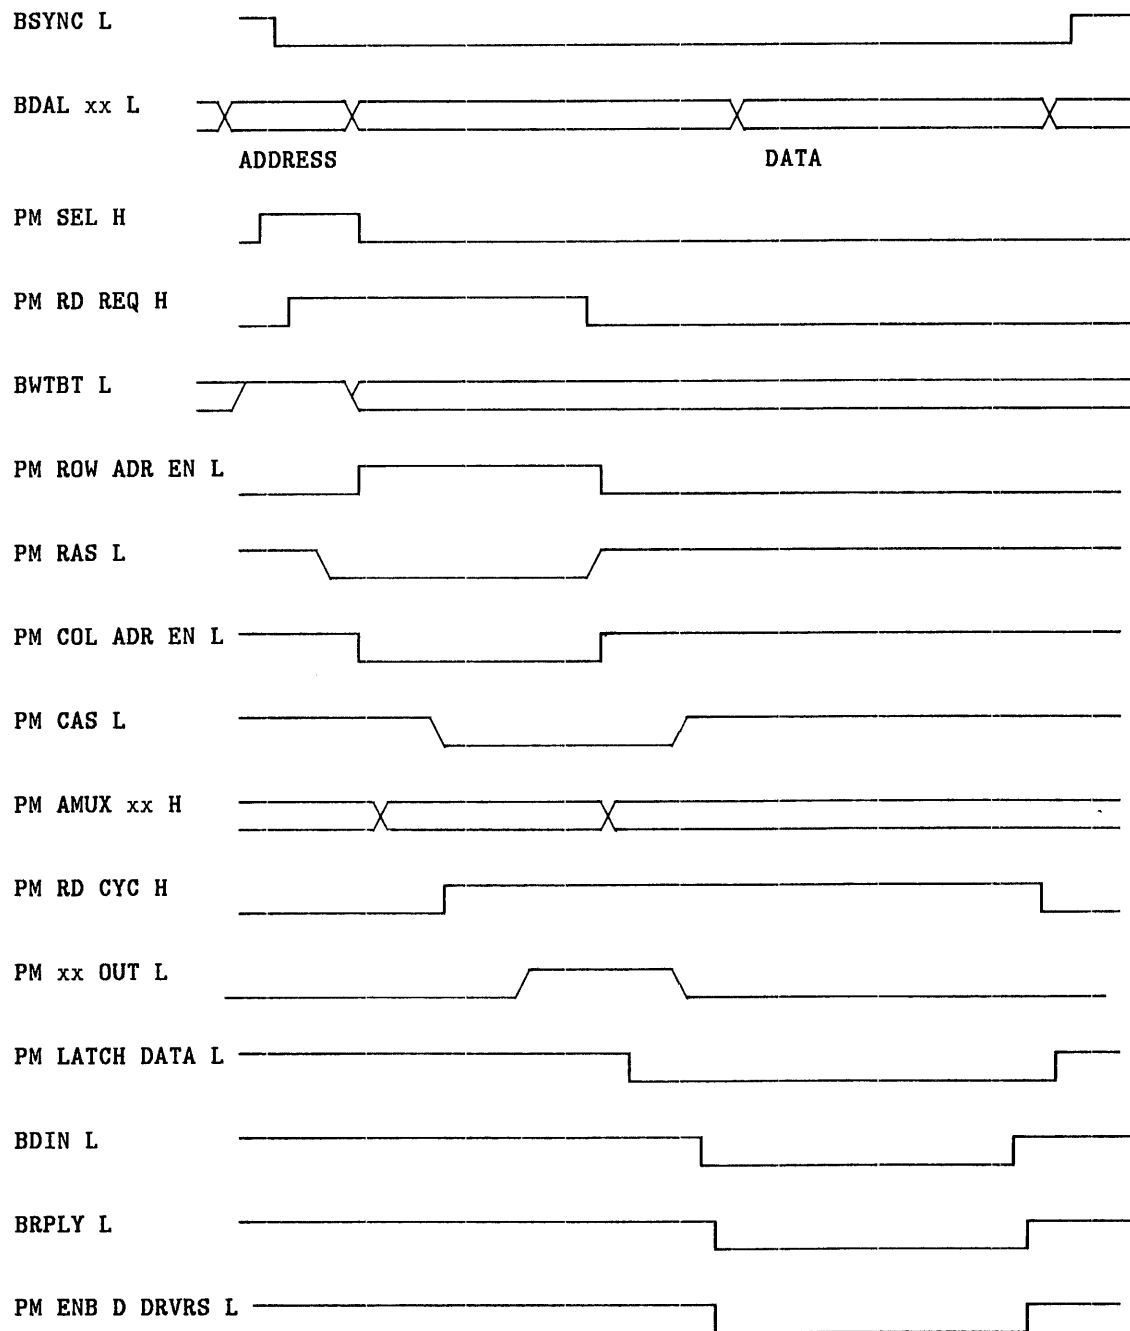 BSYNC L
BDAL xx L
ADDRESS DATA
PM SEL H
PM RD REQ H
BWTBT L
PM ROW ADR EN L
PM RAS L
PM COL ADR EN L
PM CAS L
PM AMUX xx H
PM RD CYC H
PM xx OUT L
PM LATCH DATA L
BDIN L
BRPLY L
PM ENB D DRVRS L